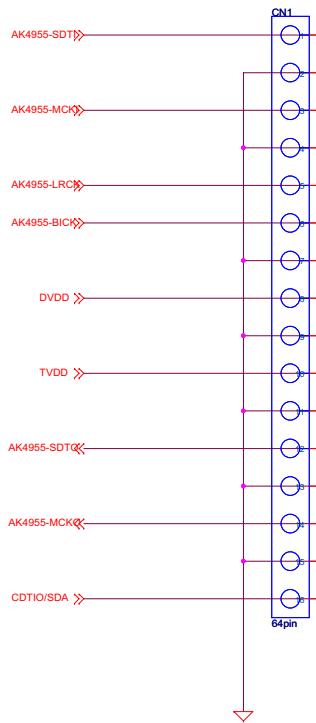 CN1
AK4955-SDTI
1
2
AK4955-MCKI
3
4
AK4955-LRCK
5
AK4955-BICK
6
7
DVDD
8
9
TVDD
10
11
AK4955-SDTO
12
13
AK4955-MCKO
14
15
CDTIO/SDA
16
64pin